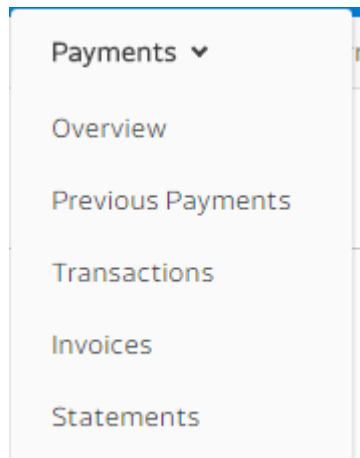 Payments
Overview
Previous Payments
Transactions
Invoices
Statements